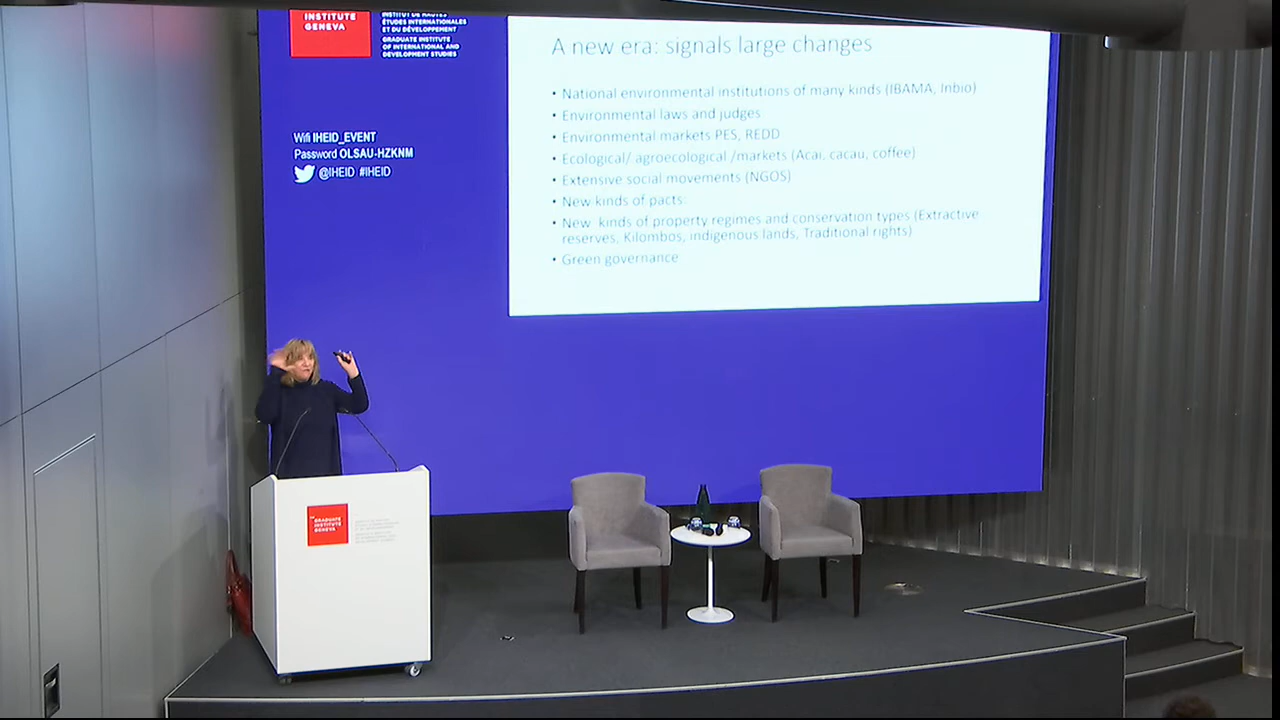 INSTITUTE
GENEVA
INSTITUT DE HAUTES
ÉTUDES INTERNATIONALES
ET DU DÉVELOPPEMENT
GRADUATE INSTITUTE
OF INTERNATIONAL AND
DEVELOPMENT STUDIES
Wifi IHEID_EVENT
Password OLSAU-HZKNM
@IHEID #IHEID
A new era: signals large changes
• National environmental institutions of many kinds (IBAMA, Inbio)
• Environmental laws and judges
• Environmental markets PES, REDD
• Ecological/ agroecological /markets (Acai, cacau, coffee)
• Extensive social movements (NGOS)
• New kinds of pacts
• New kinds of property regimes and conservation types (Extractive
reserves, Kilombos, indigenous lands, Traditional rights)
• Green governance
GRADUATE
INSTITUTE
GENEVA